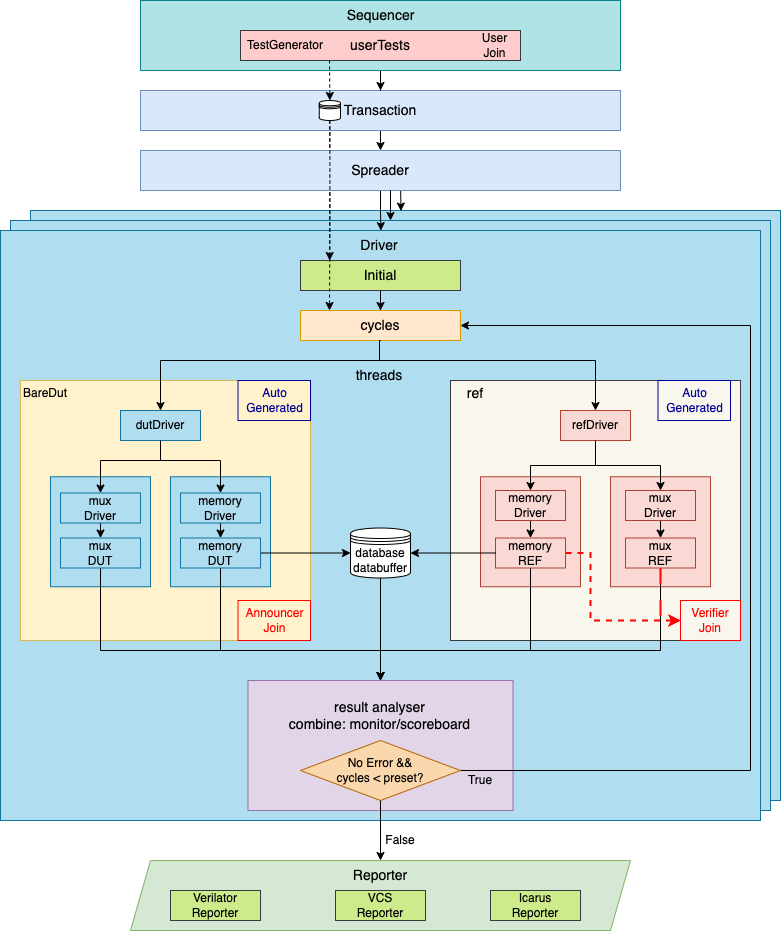 Sequencer
TestGenerator
userTests
User
Join
Transaction
Spreader
Driver
Initial
cycles
threads
BareDut
Auto
Generated
dutDriver
mux
Driver
mux
DUT
memory
Driver
memory
DUT
Announcer
Join
database
databuffer
ref
Auto
Generated
refDriver
memory
Driver
memory
REF
mux
Driver
mux
REF
Verifier
Join
result analyser
combine: monitor/scoreboard
No Error &&
cycles < preset?
True
False
Reporter
Verilator
Reporter
VCS
Reporter
Icarus
Reporter